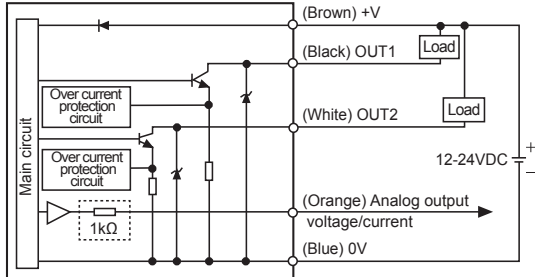 (Brown) +V
(Black) OUT1
Load
Over current
protection
circuit
(White) OUT2
Load
Main circuit
Over current
protection
circuit
12-24VDC
+
−
(Orange) Analog output
voltage/current
1kΩ
(Blue) 0V